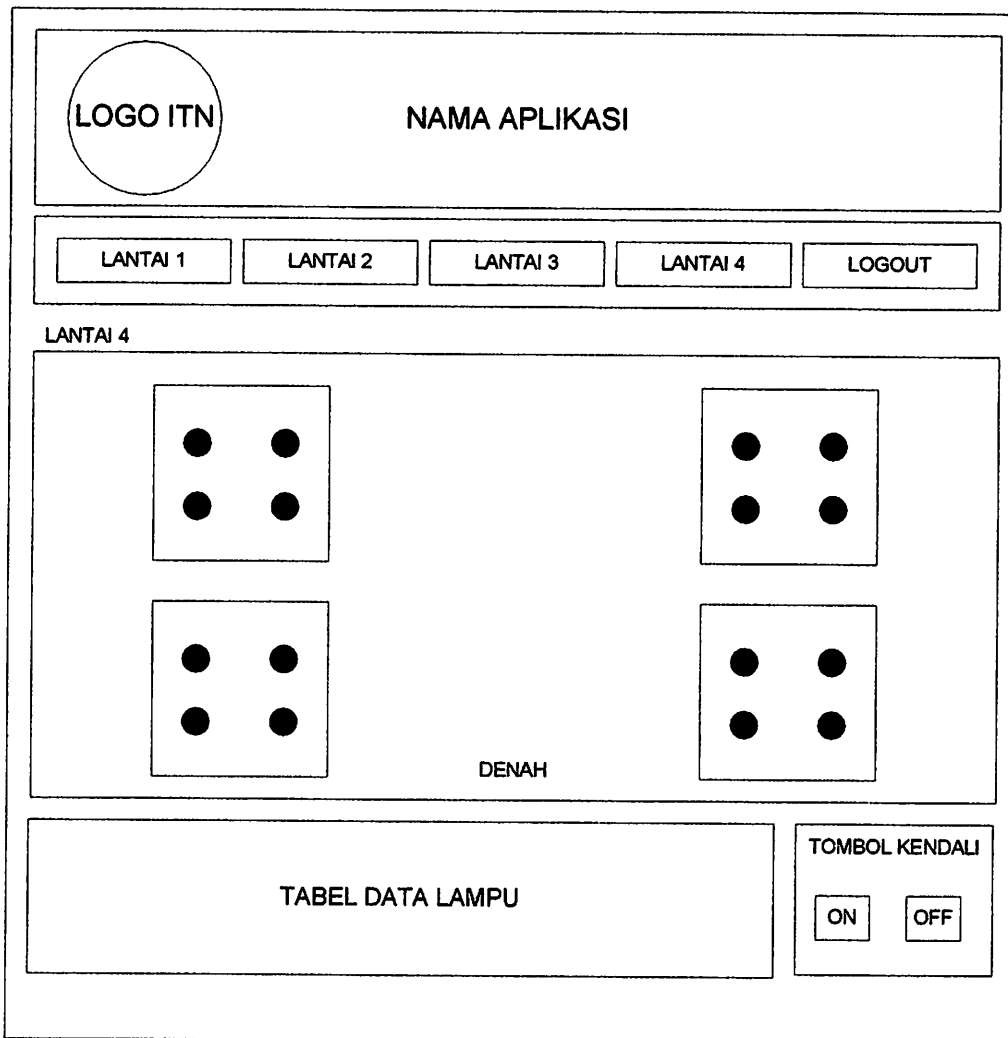 LOGO ITN
NAMA APLIKASI
LANTAI 1
LANTAI 2
LANTAI 3
LANTAI 4
LOGOUT
LANTAI 4
DENAH
TABEL DATA LAMPU
TOMBOL KENDALI
ON
OFF